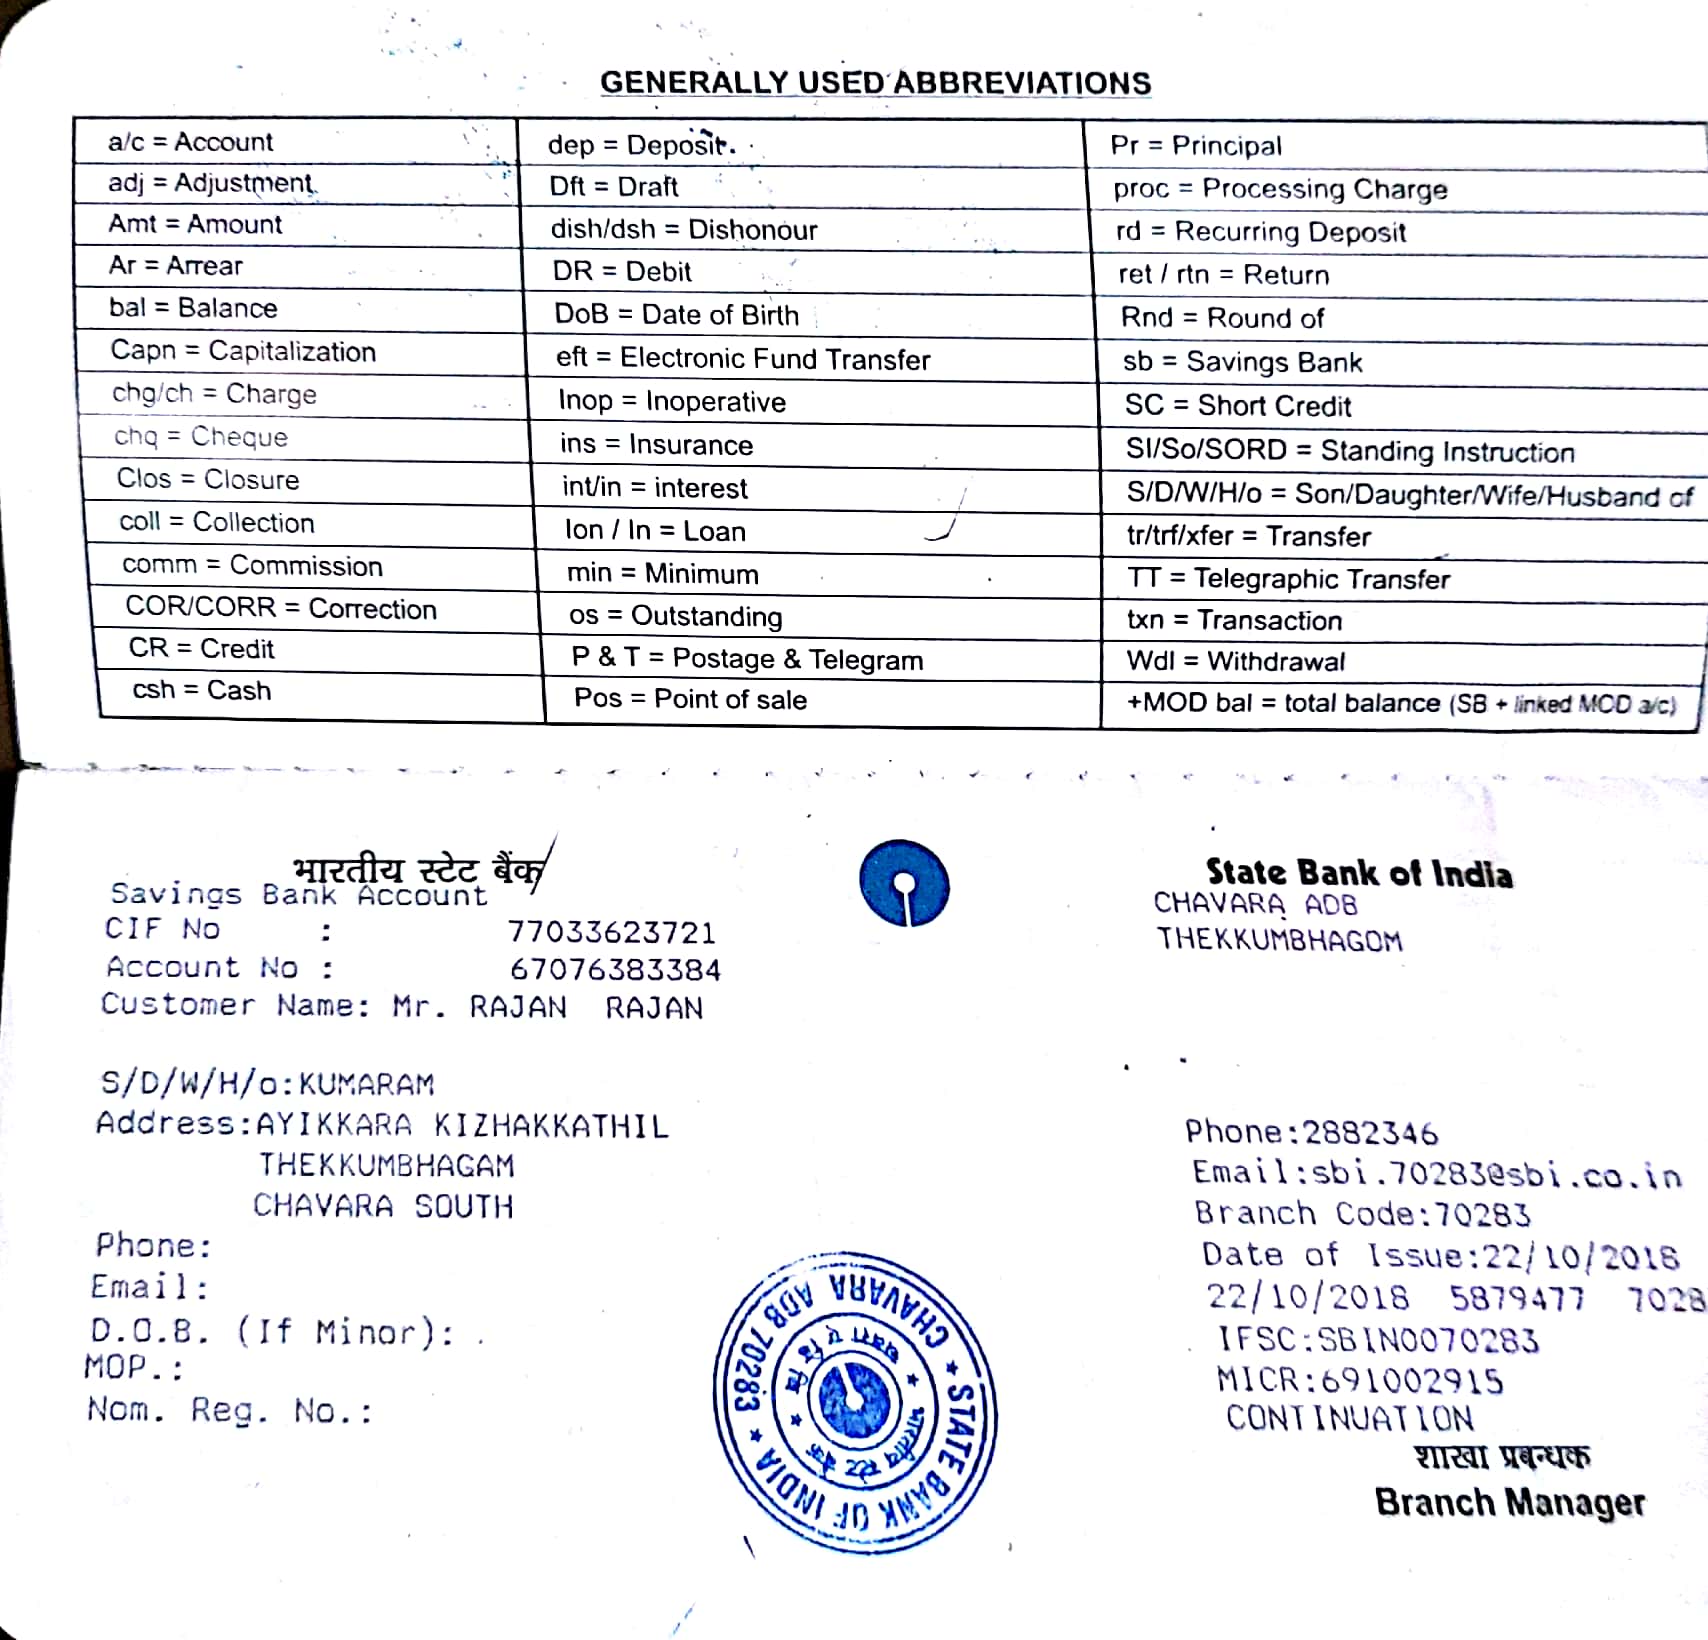 GENERALLY USED ABBREVIATIONS
a/c = Account
adj = Adjustment
Amt = Amount
Ar = Arrear
bal = Balance
Capn = Capitalization
chg/ch = Charge
chq = Cheque
Clos = Closure
coll = Collection
comm = Commission
COR/CORR = Correction
CR = Credit
csh = Cash
dep = Deposit.
Dft = Draft
dish/dsh = Dishonour
DR = Debit
DoB = Date of Birth
eft = Electronic Fund Transfer
Inop = Inoperative
ins = Insurance
int/in = interest
lon / ln = Loan
min = Minimum
os = Outstanding
P & T = Postage & Telegram
Pos = Point of sale
Pr = Principal
proc = Processing Charge
rd = Recurring Deposit
ret / rtn = Return
Rnd = Round of
sb = Savings Bank
SC = Short Credit
SI/So/SORD = Standing Instruction
S/D/W/H/o = Son/Daughter/Wife/Husband of
tr/trf/xfer = Transfer
TT = Telegraphic Transfer
txn = Transaction
Wdl = Withdrawal
+MOD bal = total balance (SB + linked MOD a/c)
भारतीय स्टेट बैंक
Savings Bank Account
CIF No : 77033623721
Account No : 67076383384
Customer Name: Mr. RAJAN RAJAN
S/D/W/H/o:KUMARAM
Address:AYIKKARA KIZHAKKATHIL
THEKKUMBHAGAM
CHAVARA SOUTH
Phone:
Email:
D.O.B. (If Minor):
MOP.:
Nom. Reg. No.:
State Bank of India
CHAVARA ADB
THEKKUMBHAGOM
Phone:2882346
Email:sbi.70283@sbi.co.in
Branch Code:70283
Date of Issue:22/10/2018
22/10/2018 5879477 7028
IFSC:SBIN0070283
MICR:691002915
CONTINUATION
शाखा प्रबन्धक
Branch Manager
STATE BANK OF INDIA * CHAVARA ADB 70283 *
भारतीय स्टेट बैंक